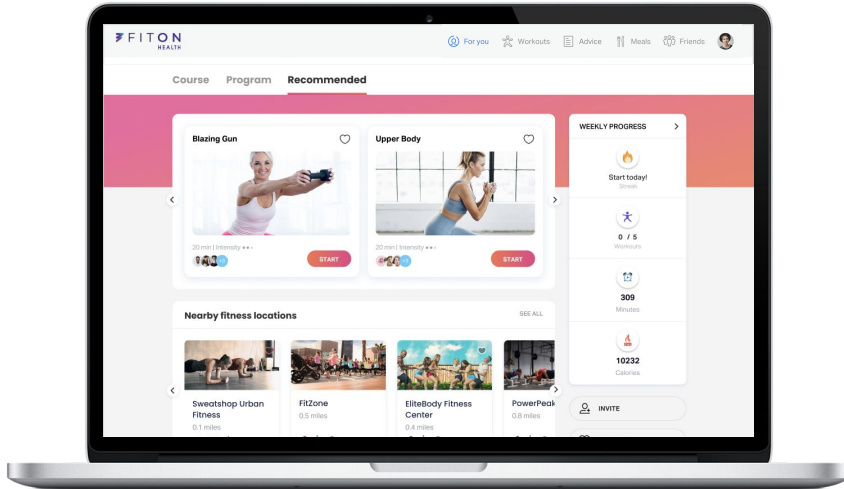 FITON
HEALTH
For you
Workouts
Advice
Meals
Friends
Course
Program
Recommended
Blazing Gun
20 min | Intensity
START
Upper Body
20 min | Intensity
START
WEEKLY PROGRESS
Start today!
Streak
0 / 5
Workouts
309
Minutes
10232
Calories
INVITE
Nearby fitness locations
SEE ALL
Sweatshop Urban
Fitness
0.1 miles
FitZone
0.5 miles
EliteBody Fitness
Center
0.4 miles
PowerPeak
0.8 miles